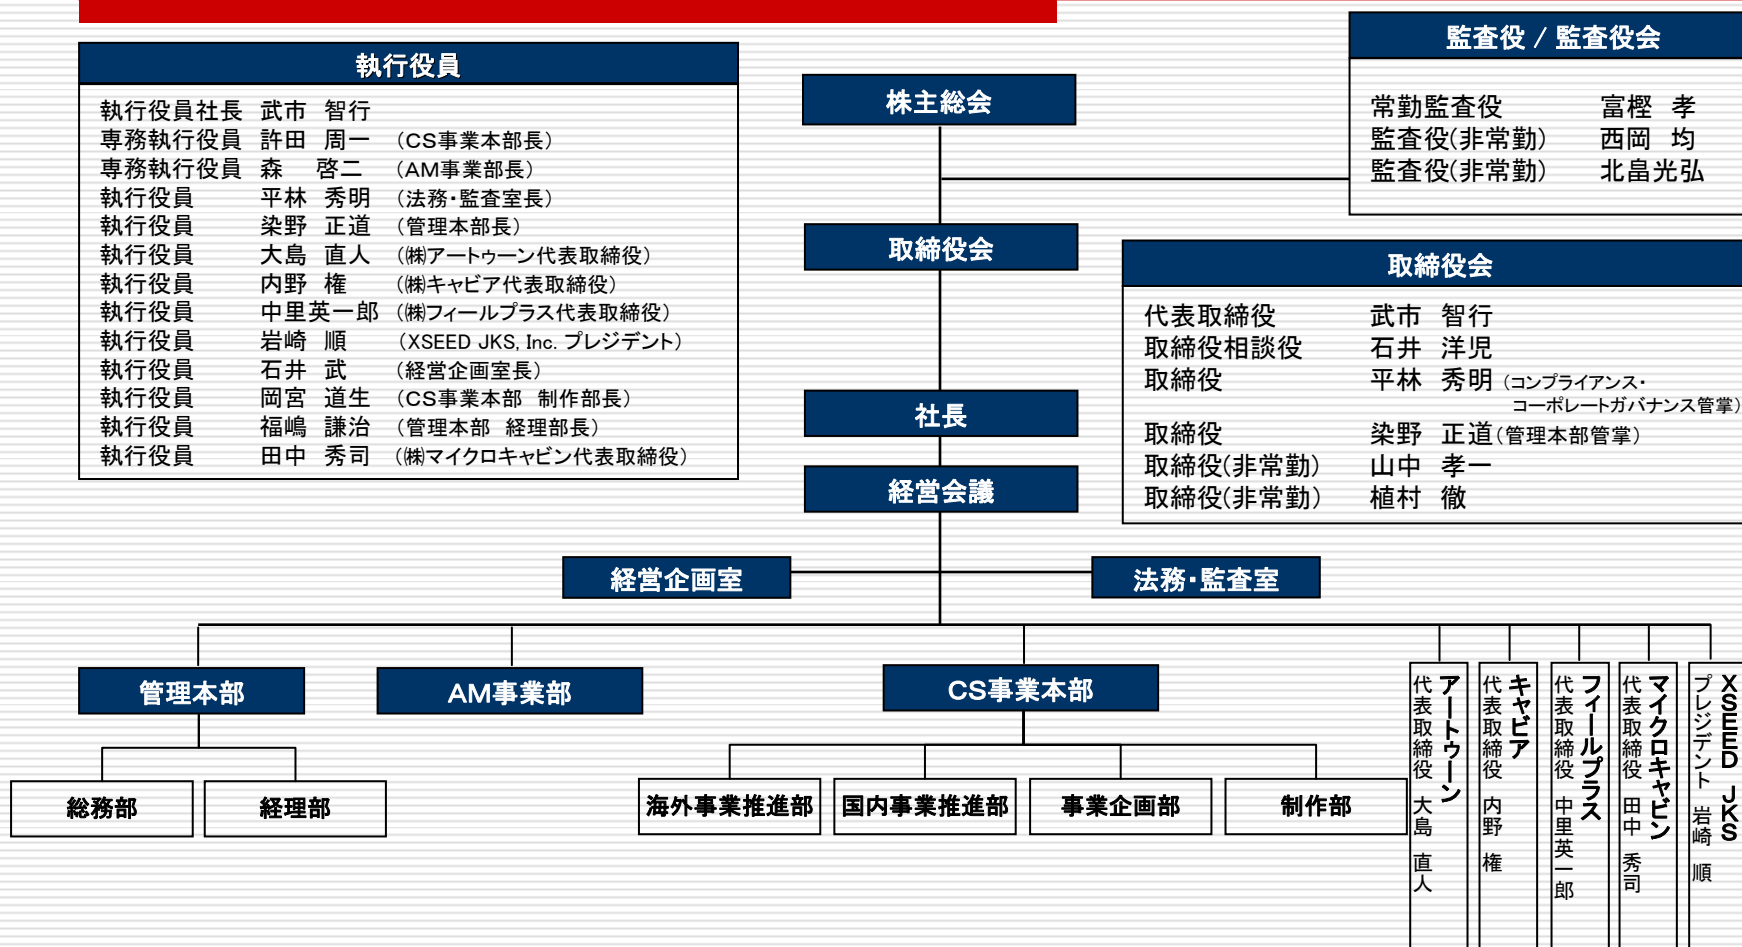 執行役員
執行役員社長 武市 智行
専務執行役員 許田 周一 （CS事業本部長）
専務執行役員 森 啓二 （AM事業部長）
執行役員 平林 秀明 （法務・監査室長）
執行役員 染野 正道 （管理本部長）
執行役員 大島 直人 （㈱アートゥーン代表取締役）
執行役員 内野 権 （㈱キャビア代表取締役）
執行役員 中里英一郎 （㈱フィールプラス代表取締役）
執行役員 岩崎 順 （XSEED JKS, Inc. プレジデント）
執行役員 石井 武 （経営企画室長）
執行役員 岡宮 道生 （CS事業本部 制作部長）
執行役員 福嶋 謙治 （管理本部 経理部長）
執行役員 田中 秀司 （㈱マイクロキャビン代表取締役）
株主総会
監査役 / 監査役会
常勤監査役 富樫 孝
監査役(非常勤) 西岡 均
監査役(非常勤) 北畠光弘
取締役会
取締役会
代表取締役 武市 智行
取締役相談役 石井 洋児
取締役 平林 秀明（コンプライアンス・
コーポレートガバナンス管掌）
取締役 染野 正道（管理本部管掌）
取締役(非常勤) 山中 孝一
取締役(非常勤) 植村 徹
社長
経営会議
経営企画室
法務・監査室
管理本部
AM事業部
CS事業本部
総務部
経理部
海外事業推進部
国内事業推進部
事業企画部
制作部
アートゥーン
代表取締役 大島 直人
キャビア
代表取締役 内野 権
フィールプラス
代表取締役 中里英一郎
マイクロキャビン
代表取締役 田中 秀司
XSEED JKS
プレジデント 岩崎 順